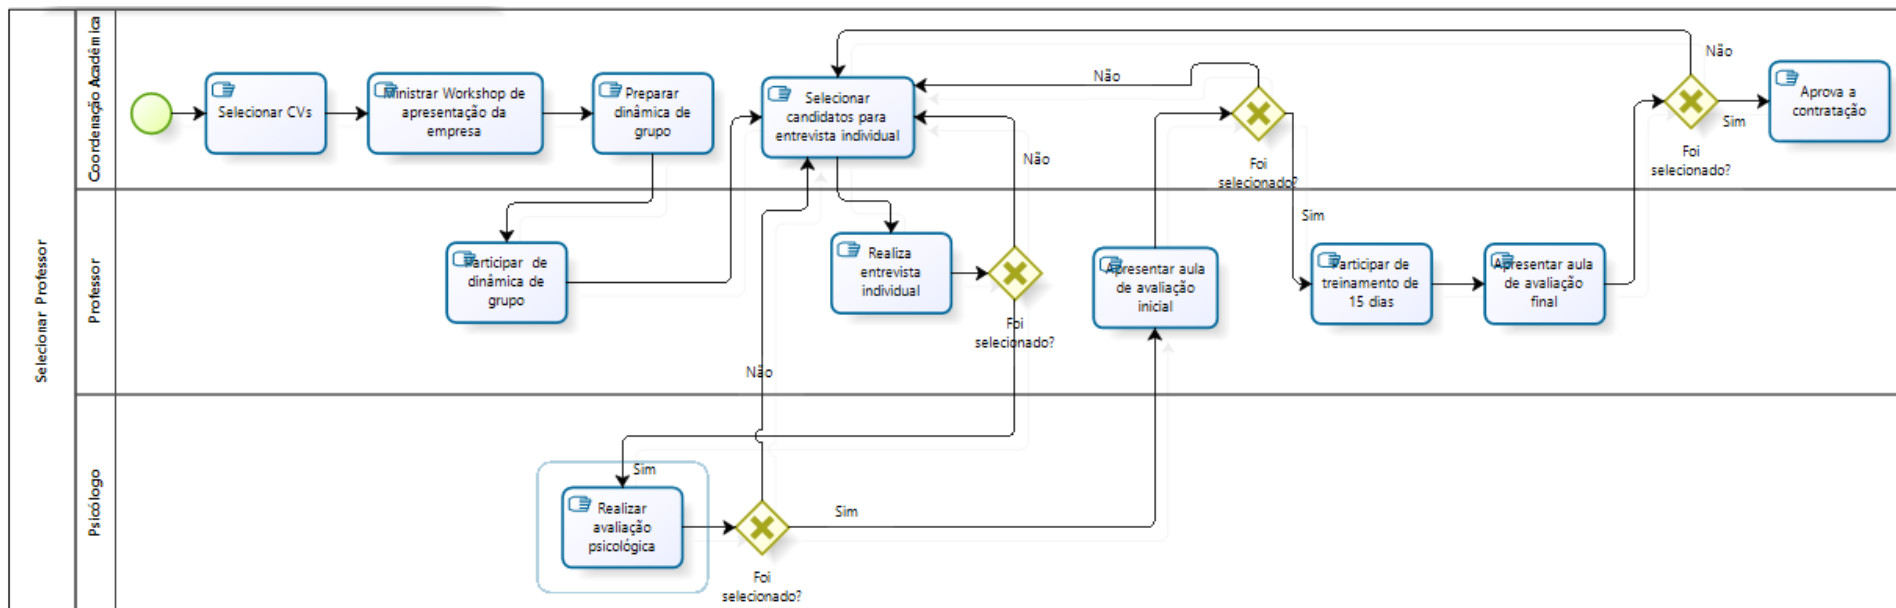 Selecionar Professor
Coordenação Acadêmica
Selecionar CVs
Ministrar Workshop de
apresentação da
empresa
Preparar
dinâmica de
grupo
Selecionar
candidatos para
entrevista individual
Não
Não
Foi
selecionado?
Não
Foi
selecionado?
Sim
Aprova a
contratação
Professor
Participar de
dinâmica de
grupo
Realiza
entrevista
individual
Foi
selecionado?
Apresentar aula
de avaliação
inicial
Sim
Participar de
treinamento de
15 dias
Apresentar aula
de avaliação
final
Não
Psicólogo
Sim
Realizar
avaliação
psicológica
Sim
Foi
selecionado?